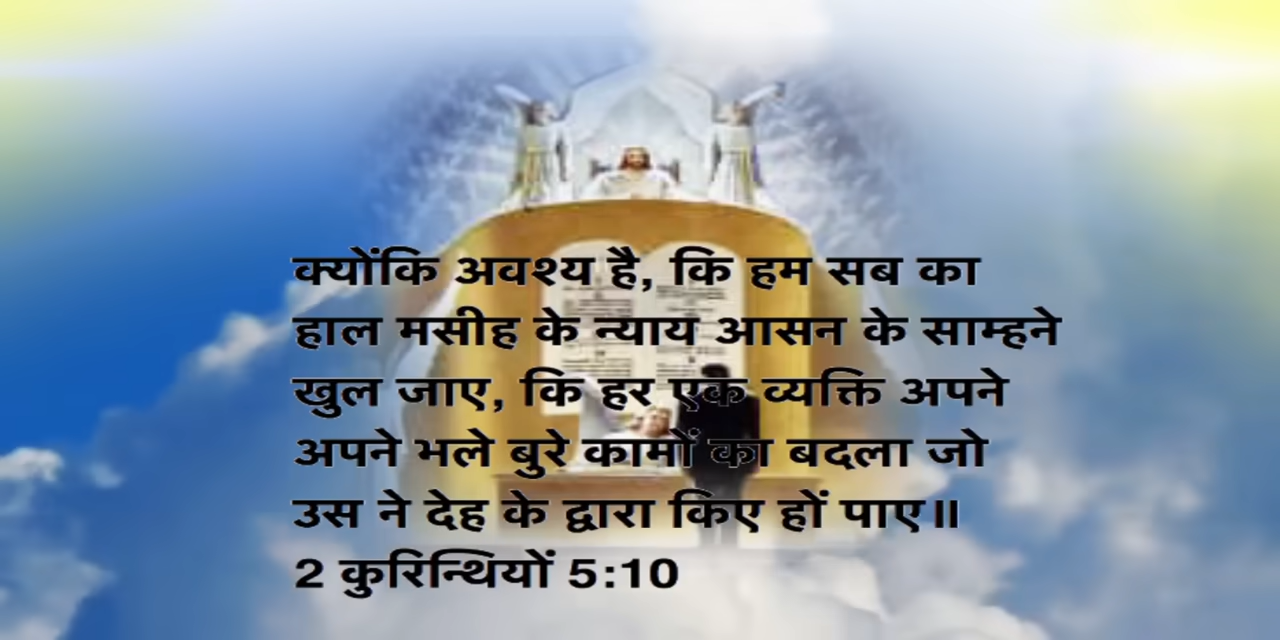 क्योंकि अवश्य है, कि हम सब का
हाल मसीह के न्याय आसन के साम्हने
खुल जाए, कि हर एक व्यक्ति अपने
अपने भले बुरे कामों का बदला जो
उस ने देह के द्वारा किए हों पाए॥
2 कुरिन्थियों 5:10